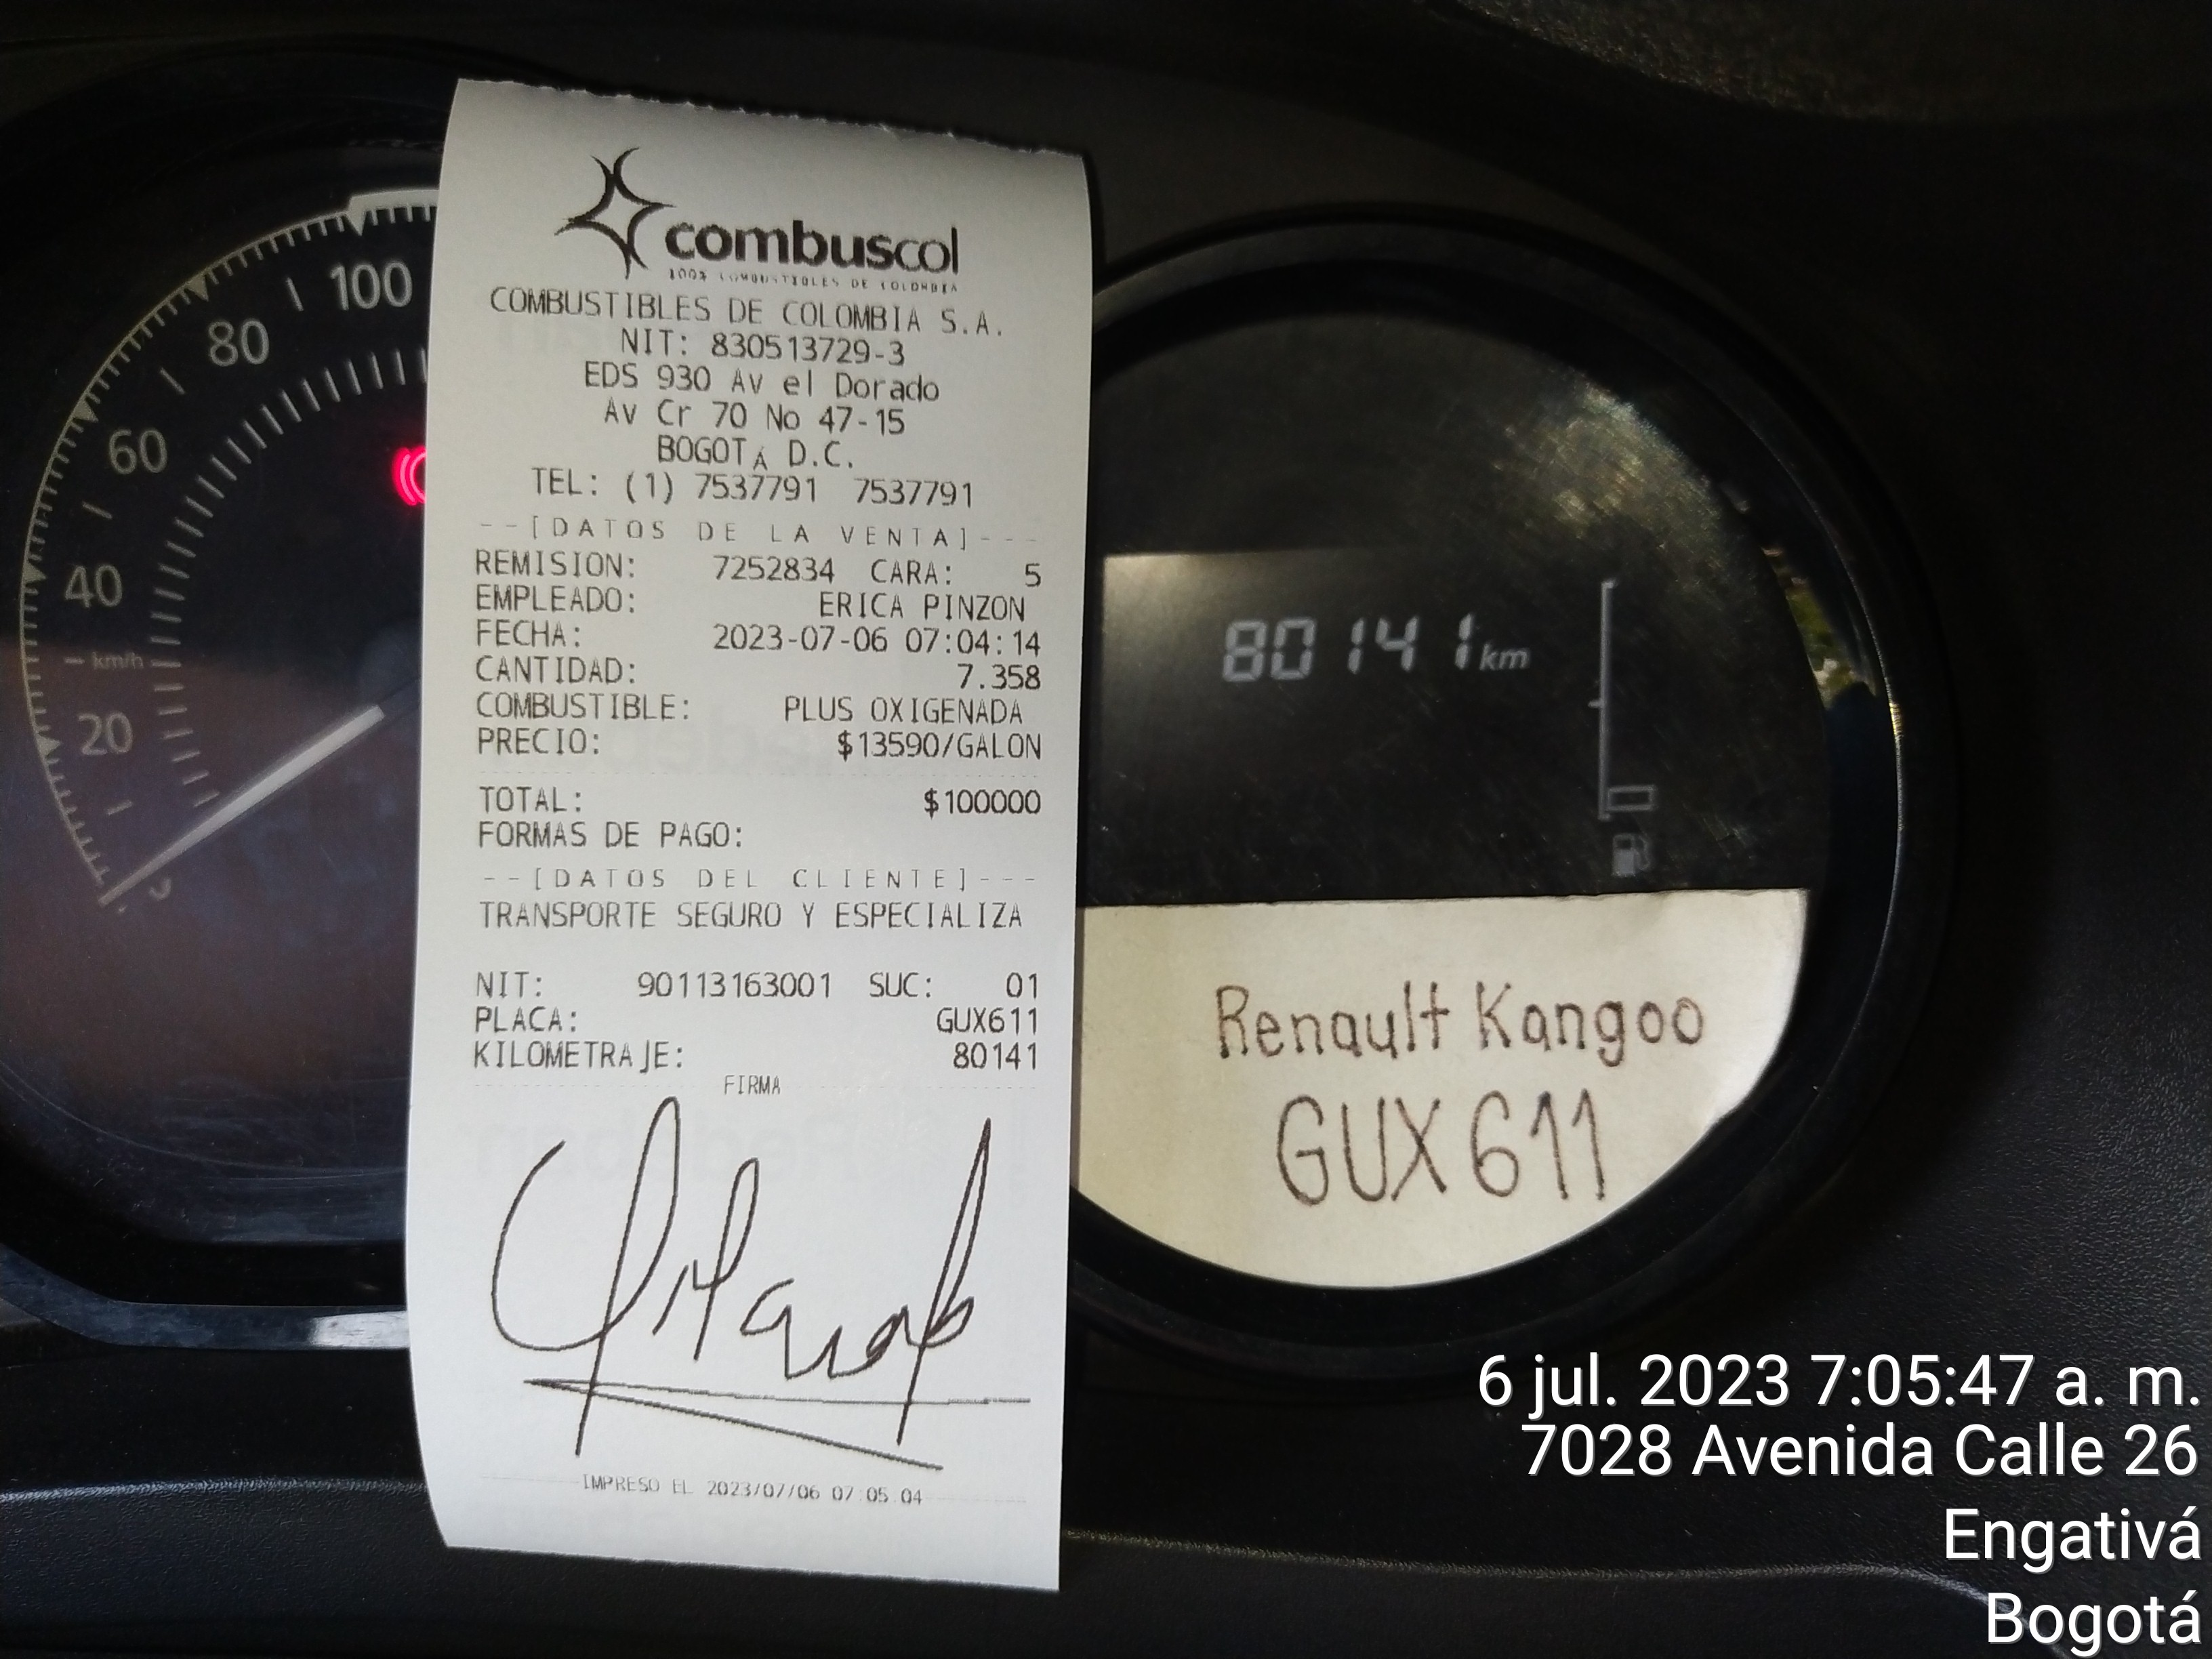 combuscol
100% COMBUSTIBLES DE COLOMBIA
COMBUSTIBLES DE COLOMBIA S.A.
NIT: 830513729-3
EDS 930 Av el Dorado
Av Cr 70 No 47-15
BOGOTÁ D.C.
TEL: (1) 7537791 7537791
--[DATOS DE LA VENTA]---
REMISION: 7252834 CARA: 5
EMPLEADO: ERICA PINZON
FECHA: 2023-07-06 07:04:14
CANTIDAD: 7.358
COMBUSTIBLE: PLUS OXIGENADA
PRECIO: $13590/GALON
TOTAL: $100000
FORMAS DE PAGO:
--[DATOS DEL CLIENTE]---
TRANSPORTE SEGURO Y ESPECIALIZA
NIT: 90113163001 SUC: 01
PLACA: GUX611
KILOMETRAJE: 80141
FIRMA
IMPRESO EL 2023/07/06 07:05:04
100
80
60
40
km/h
20
80141 km
Renault Kangoo
GUX611
6 jul. 2023 7:05:47 a. m.
7028 Avenida Calle 26
Engativá
Bogotá